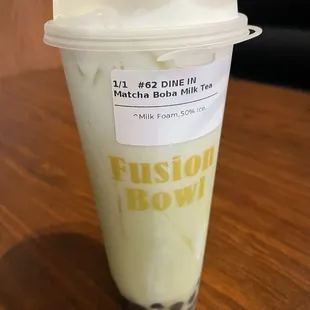 1/1 #62 DINE IN
Matcha Boba Milk Tea
^Milk Foam,50% Ice,
Fusion
Bowl